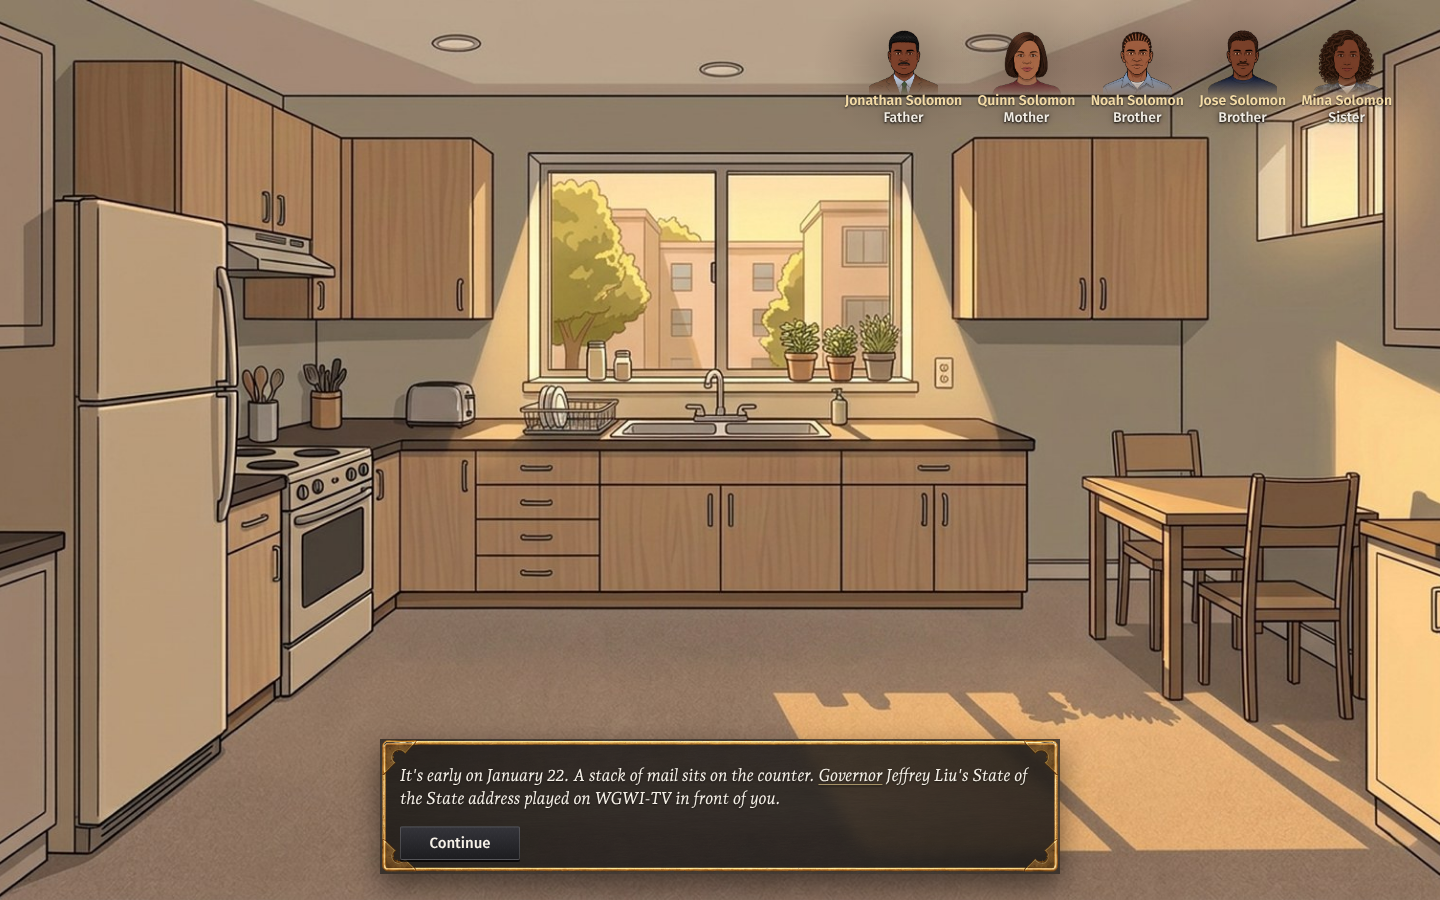 Jonathan Solomon
Father
Quinn Solomon
Mother
Noah Solomon
Brother
Jose Solomon
Brother
Mina Solomon
Sister
It's early on January 22. A stack of mail sits on the counter. Governor Jeffrey Liu's State of
the State address played on WGWI-TV in front of you.
Continue